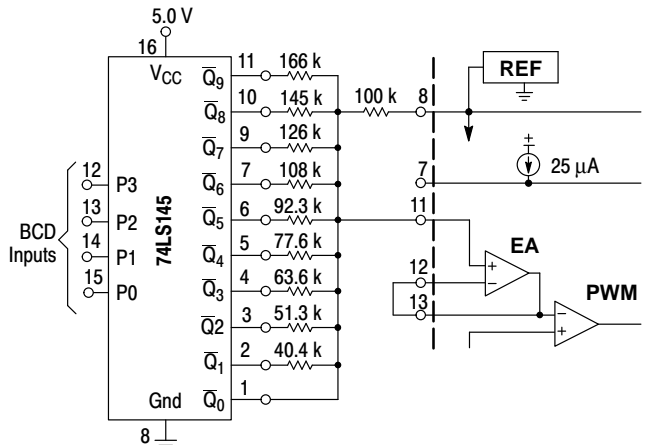 5.0 V
16
VCC
74LS145
Gnd
8
BCD
Inputs
12
P3
13
P2
14
P1
15
P0
Q9
11
166 k
Q8
10
145 k
Q7
9
126 k
Q6
7
108 k
Q5
6
92.3 k
Q4
5
77.6 k
Q3
4
63.6 k
Q2
3
51.3 k
Q1
2
40.4 k
Q0
1
100 k
8
REF
7
25 µA
11
EA
+
−
12
13
PWM
−
+
+